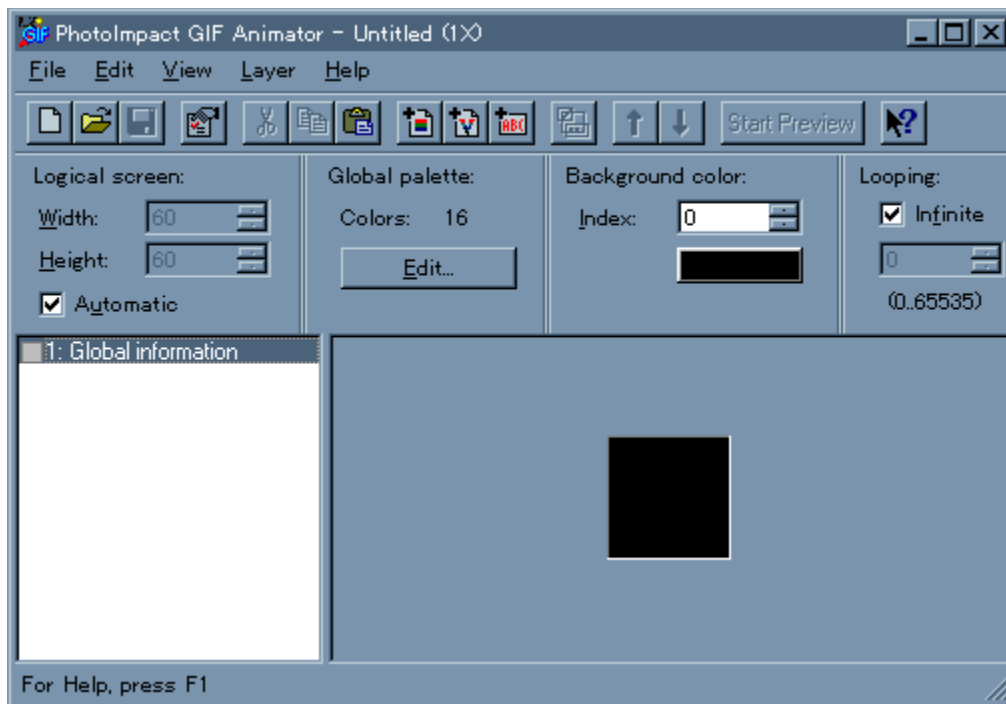 PhotoImpact GIF Animator - Untitled (1X)
File Edit View Layer Help
ABC Start Preview ?
Logical screen: Global palette: Background color: Looping:
Width: 60 Colors: 16 Index: 0 Infinite
Height: 60 Edit... 0
Automatic (0..65535)
1: Global information
For Help, press F1